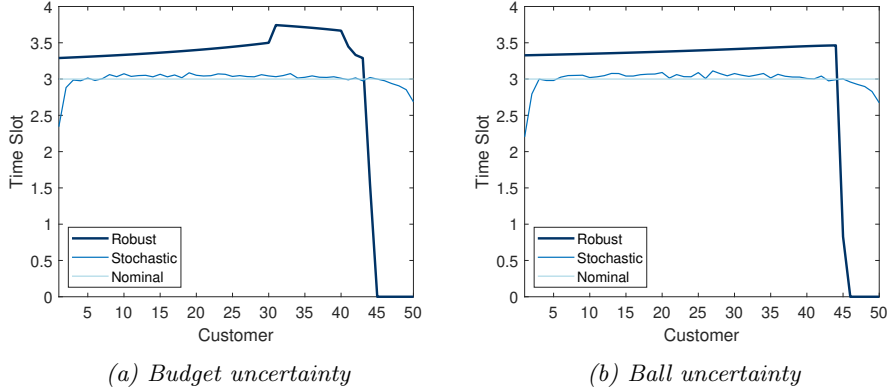 4
3.5
3
2.5
2
1.5
1
0.5
0
Time Slot
Robust
Stochastic
Nominal
5 10 15 20 25 30 35 40 45 50
Customer
(a) Budget uncertainty
4
3.5
3
2.5
2
1.5
1
0.5
0
Time Slot
Robust
Stochastic
Nominal
5 10 15 20 25 30 35 40 45 50
Customer
(b) Ball uncertainty